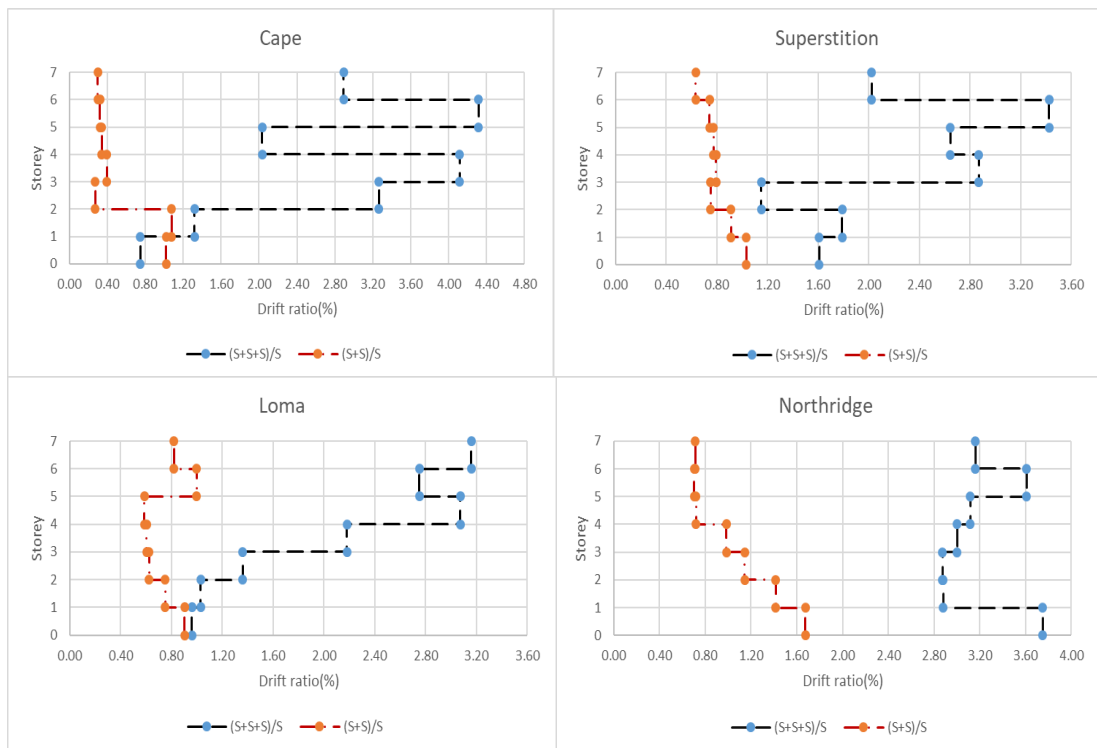 Cape
7
6
5
4
3
2
1
0
Storey
0.00 0.40 0.80 1.20 1.60 2.00 2.40 2.80 3.20 3.60 4.00 4.40 4.80
Drift ratio(%)
(S+S+S)/S (S+S)/S
Superstition
7
6
5
4
3
2
1
0
Storey
0.00 0.40 0.80 1.20 1.60 2.00 2.40 2.80 3.20 3.60
Drift ratio(%)
(S+S+S)/S (S+S)/S
Loma
7
6
5
4
3
2
1
0
Storey
0.00 0.40 0.80 1.20 1.60 2.00 2.40 2.80 3.20 3.60
Drift ratio(%)
(S+S+S)/S (S+S)/S
Northridge
7
6
5
4
3
2
1
0
Storey
0.00 0.40 0.80 1.20 1.60 2.00 2.40 2.80 3.20 3.60 4.00
Drift ratio(%)
(S+S+S)/S (S+S)/S